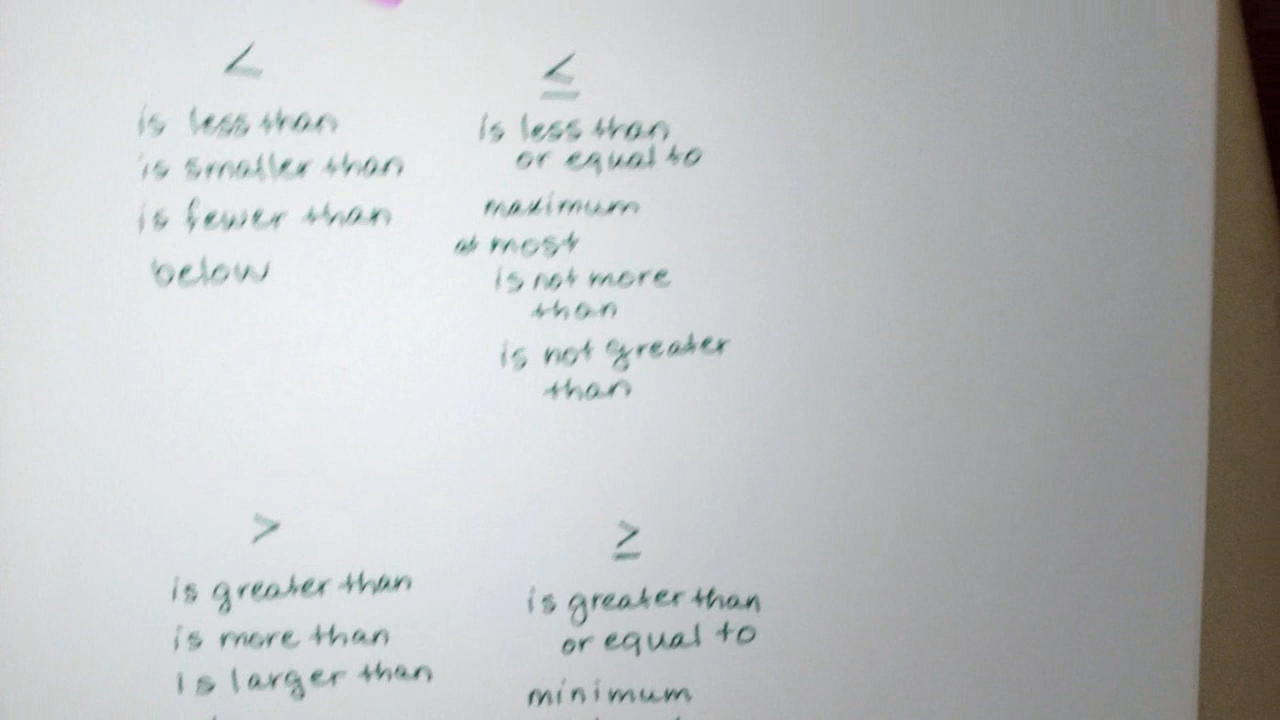 <
is less than
is smaller than
is fewer than
below
≤
is less than
or equal to
maximum
at most
is not more
than
is not greater
than
>
is greater than
is more than
is larger than
≥
is greater than
or equal to
minimum